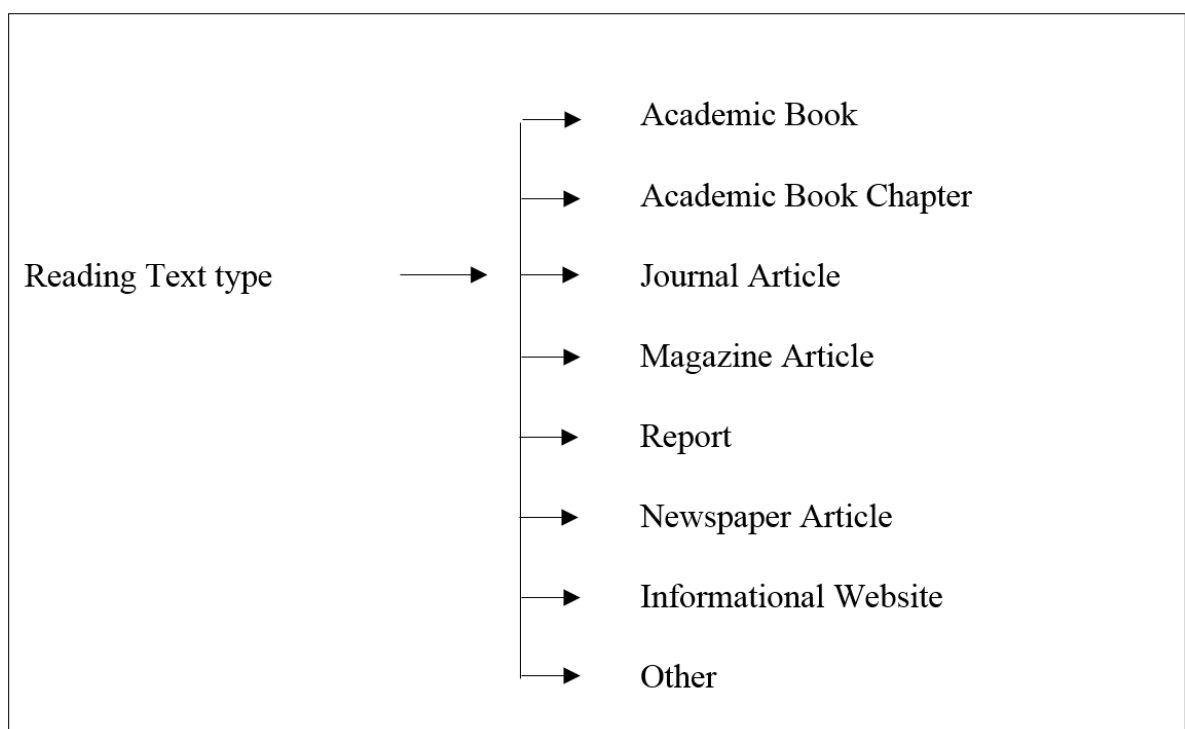 Academic Book
Academic Book Chapter
Reading Text type
Journal Article
Magazine Article
Report
Newspaper Article
Informational Website
Other